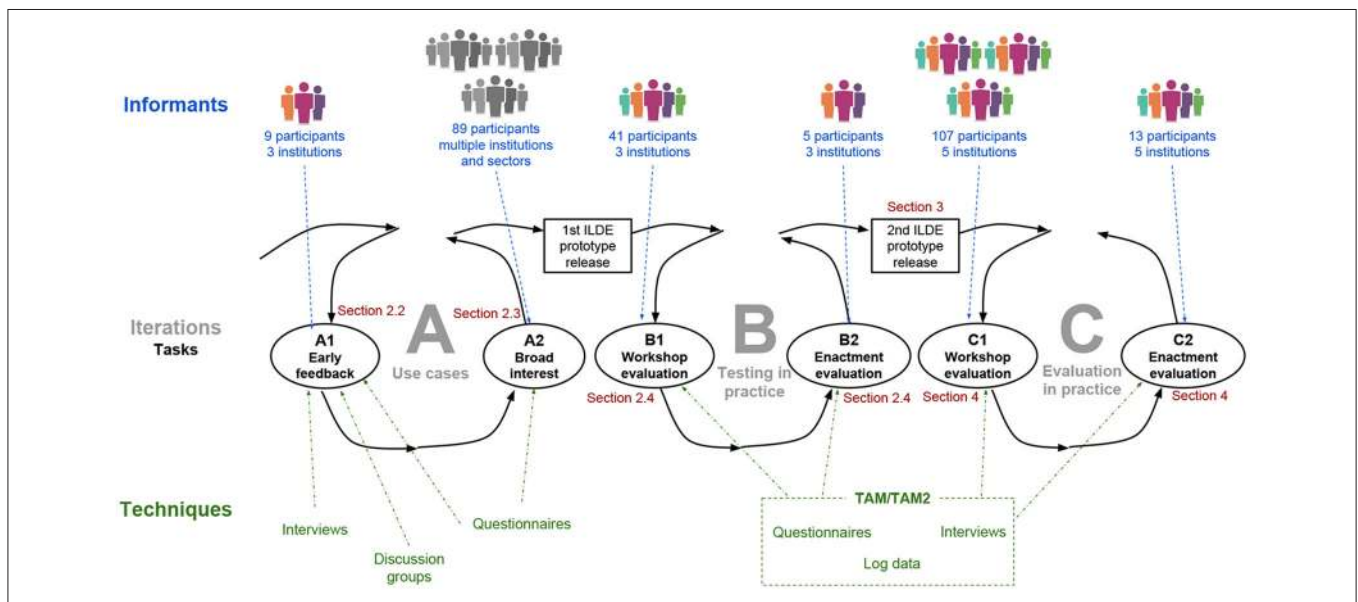 Informants
9 participants
3 institutions
89 participants
multiple institutions
and sectors
41 participants
3 institutions
5 participants
3 institutions
107 participants
5 institutions
13 participants
5 institutions
Section 3
1st ILDE
prototype
release
2nd ILDE
prototype
release
Iterations
Tasks
Section 2.2
A1
Early
feedback
A
Use cases
Section 2.3
A2
Broad
interest
B1
Workshop
evaluation
Section 2.4
B
Testing in
practice
B2
Enactment
evaluation
Section 2.4
C1
Workshop
evaluation
Section 4
C
Evaluation
in practice
C2
Enactment
evaluation
Section 4
Techniques
Interviews
Discussion
groups
Questionnaires
TAM/TAM2
Questionnaires
Interviews
Log data